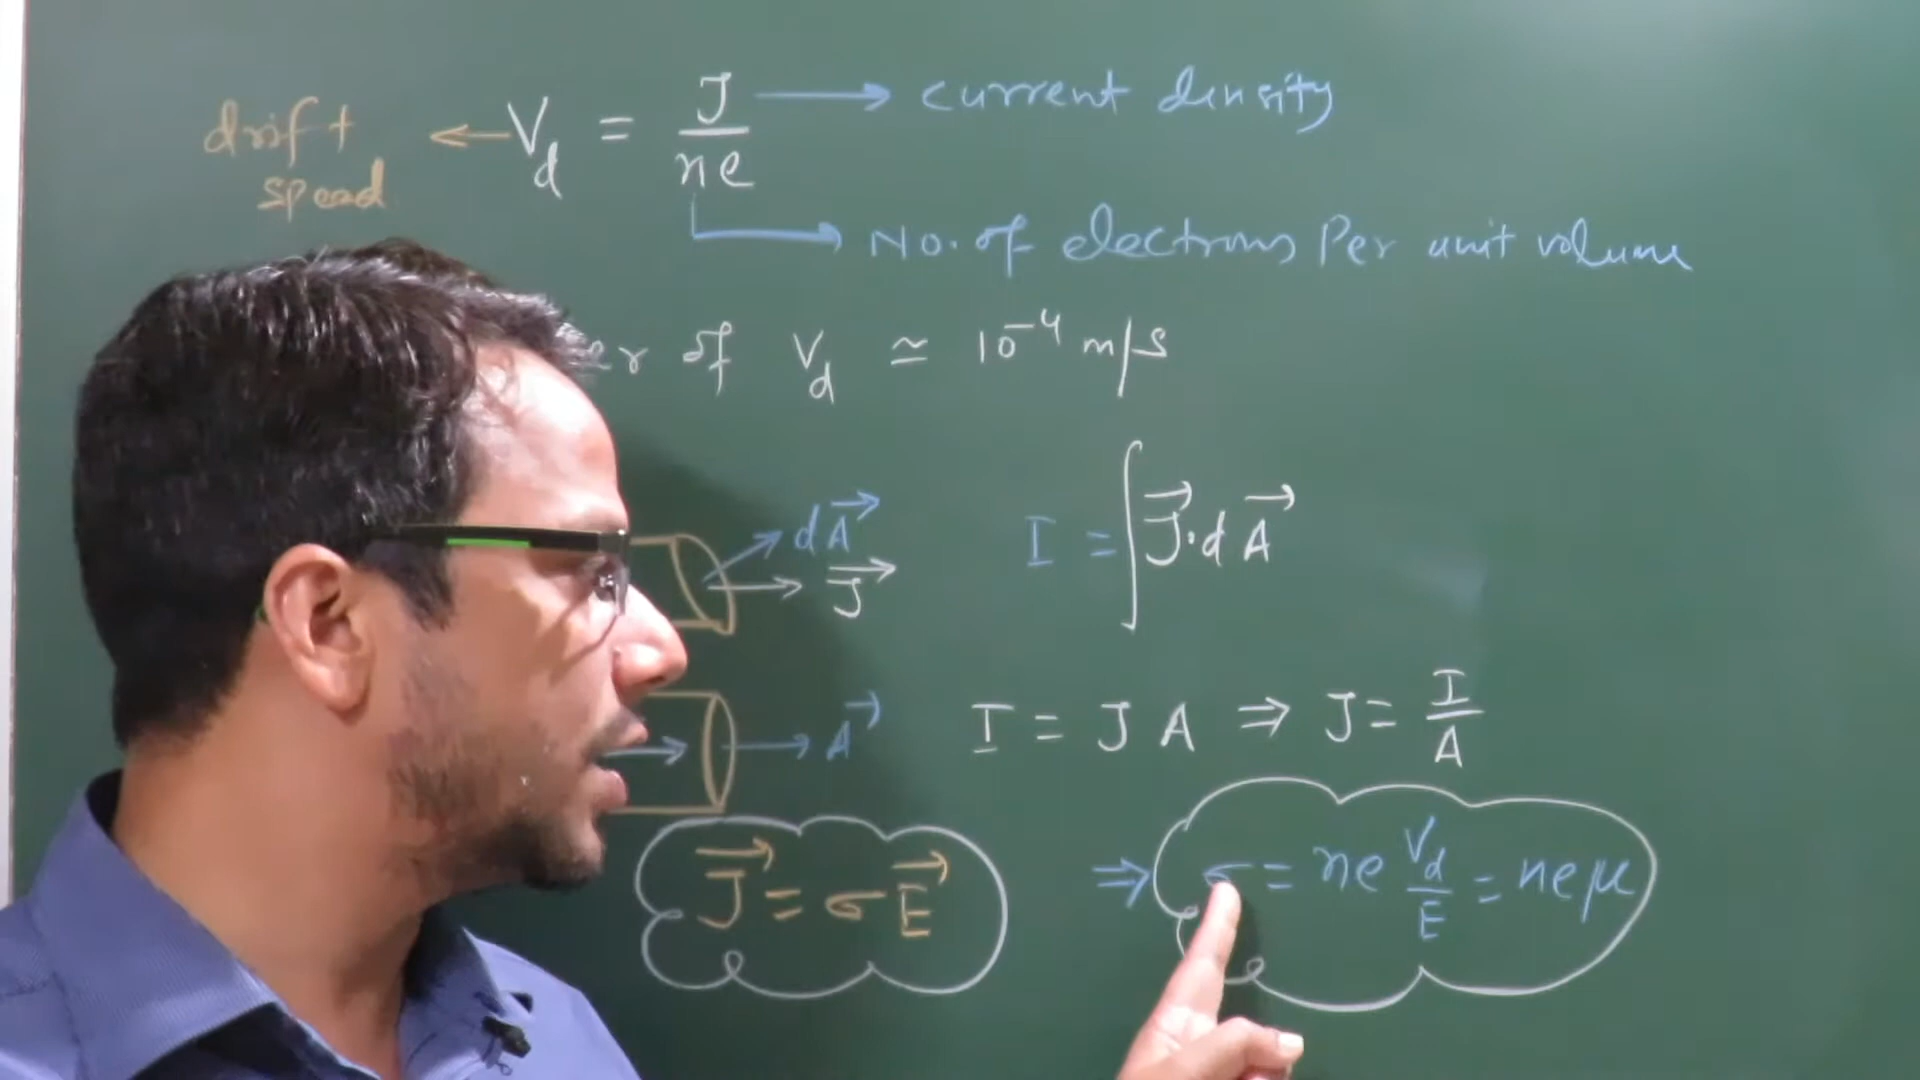 drift speed ← V_d = J/ne → current density
→ No. of electrons Per unit volume
er of V_d ≃ 10⁻⁴ m/s
dA⃗
J⃗
I = ∫ J⃗·dA⃗
A⃗
I = J A ⇒ J = I/A
J⃗ = σ E⃗
⇒ σ = ne V_d/E = neμ